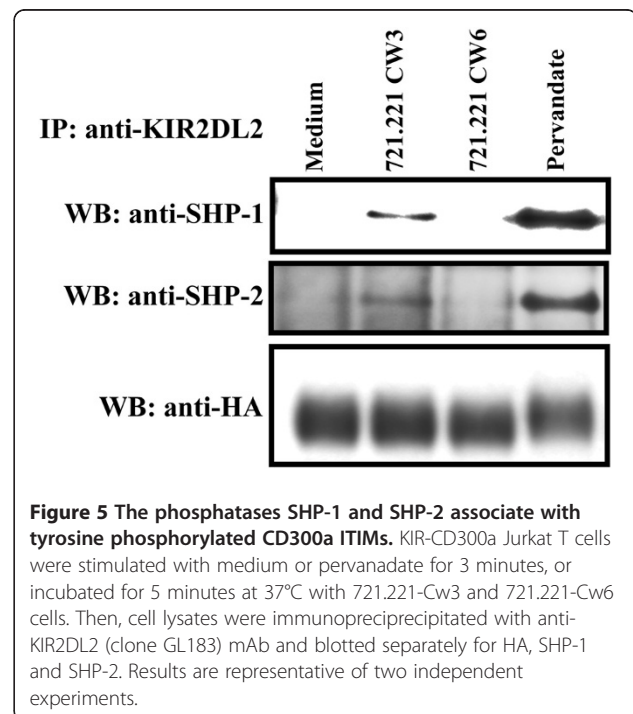 Medium
721.221 CW3
721.221 CW6
Pervandate
IP: anti-KIR2DL2
WB: anti-SHP-1
WB: anti-SHP-2
WB: anti-HA
Figure 5 The phosphatases SHP-1 and SHP-2 associate with
tyrosine phosphorylated CD300a ITIMs. KIR-CD300a Jurkat T cells
were stimulated with medium or pervanadate for 3 minutes, or
incubated for 5 minutes at 37°C with 721.221-Cw3 and 721.221-Cw6
cells. Then, cell lysates were immunopreciprecipitated with anti-
KIR2DL2 (clone GL183) mAb and blotted separately for HA, SHP-1
and SHP-2. Results are representative of two independent
experiments.